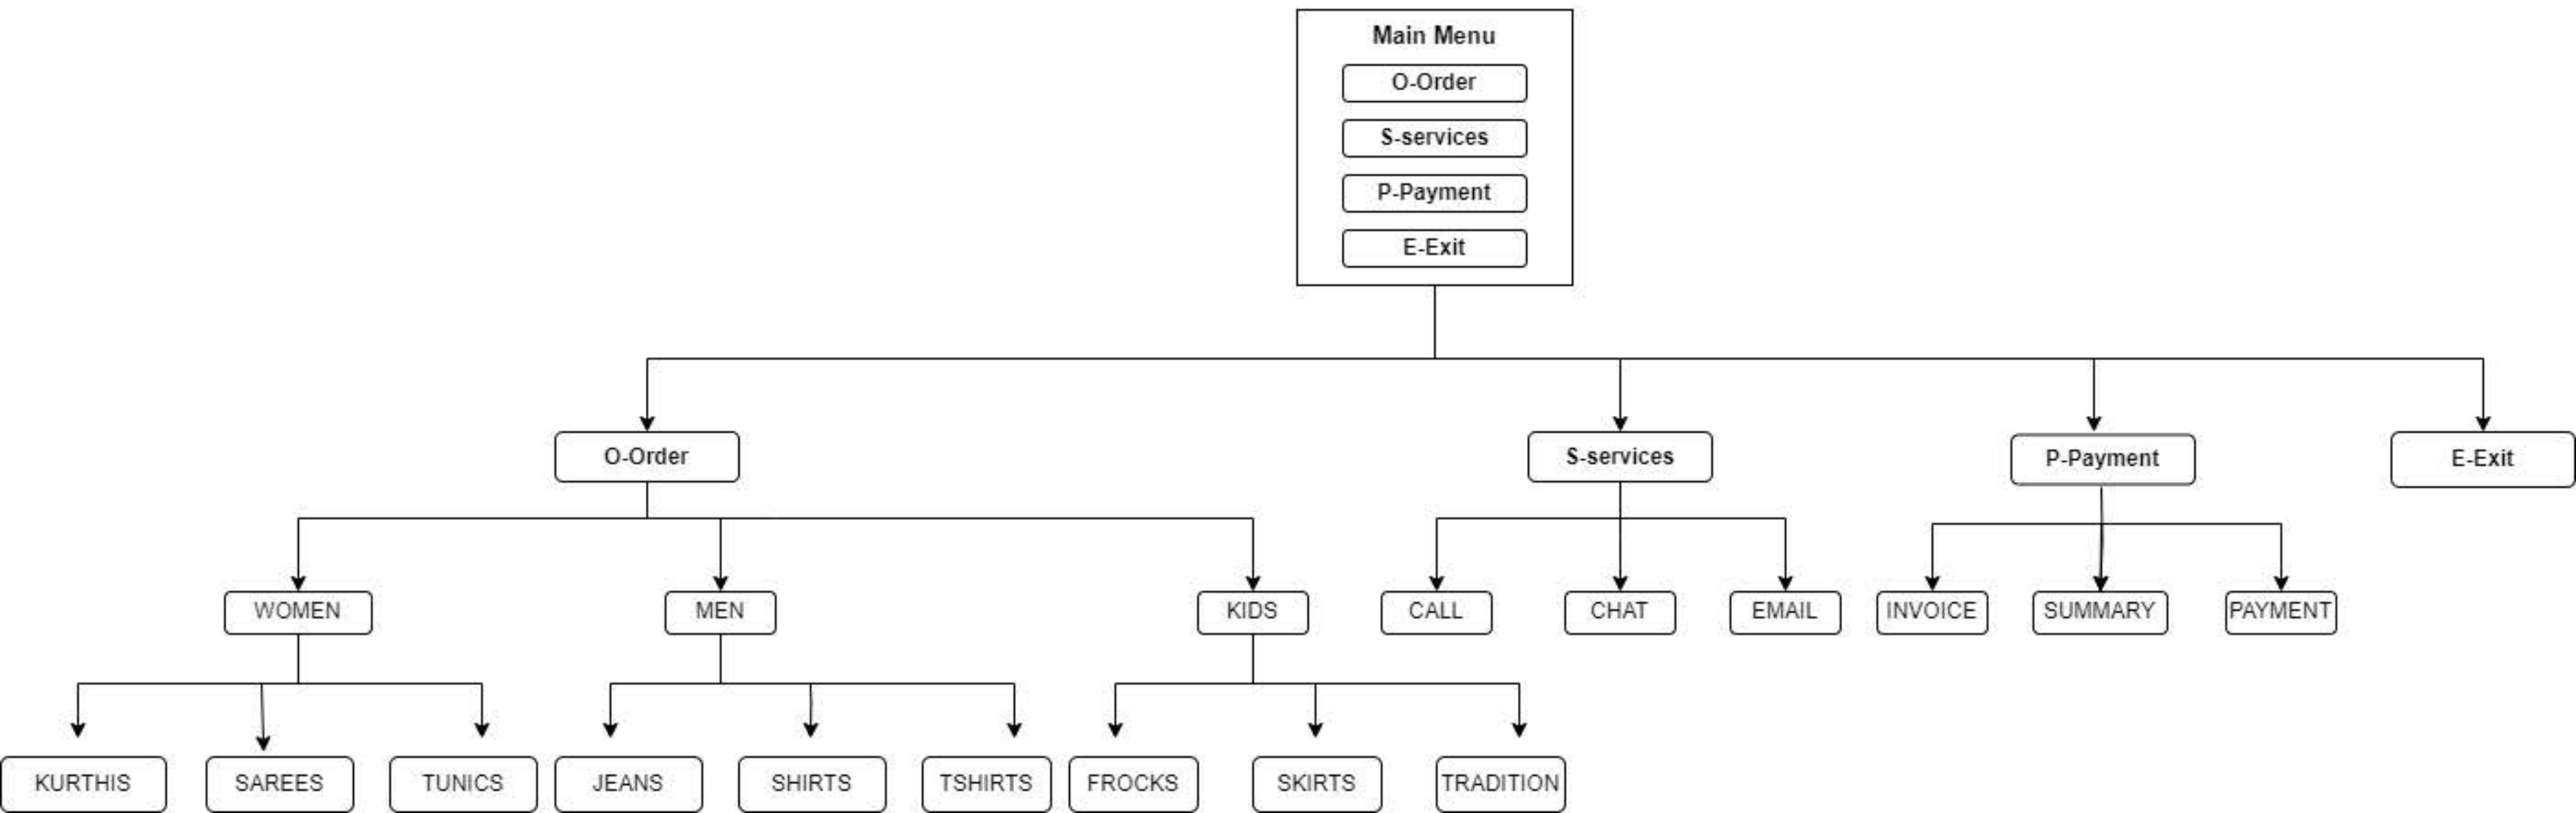 Main Menu
O-Order
S-services
P-Payment
E-Exit
O-Order
S-services
P-Payment
E-Exit
WOMEN
MEN
KIDS
CALL
CHAT
EMAIL
INVOICE
SUMMARY
PAYMENT
KURTHIS
SAREES
TUNICS
JEANS
SHIRTS
TSHIRTS
FROCKS
SKIRTS
TRADITION